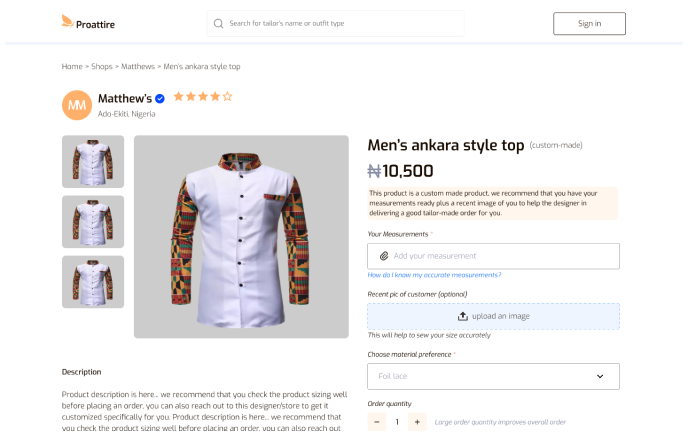 Proattire
Search for tailor's name or outfit type
Sign in
Home > Shops > Matthews > Men's ankara style top
MM
Matthew's
Ado-Ekiti, Nigeria
Men's ankara style top (custom-made)
₦10,500
This product is a custom made product, we recommend that you have your
measurements ready plus a recent image of you to help the designer in
delivering a good tailor-made order for you.
Your Measurements *
Add your measurement
How do I know my accurate measurements?
Recent pic of customer (optional)
upload an image
This will help to sew your size accurately
Choose material preference *
Foil lace
Order quantity
− 1 + Large order quantity improves overall order
Description
Product description is here... we recommend that you check the product sizing well
before placing an order, you can also reach out to this designer/store to get it
customized specifically for you. Product description is here... we recommend that
you check the product sizing well before placing an order, you can also reach out